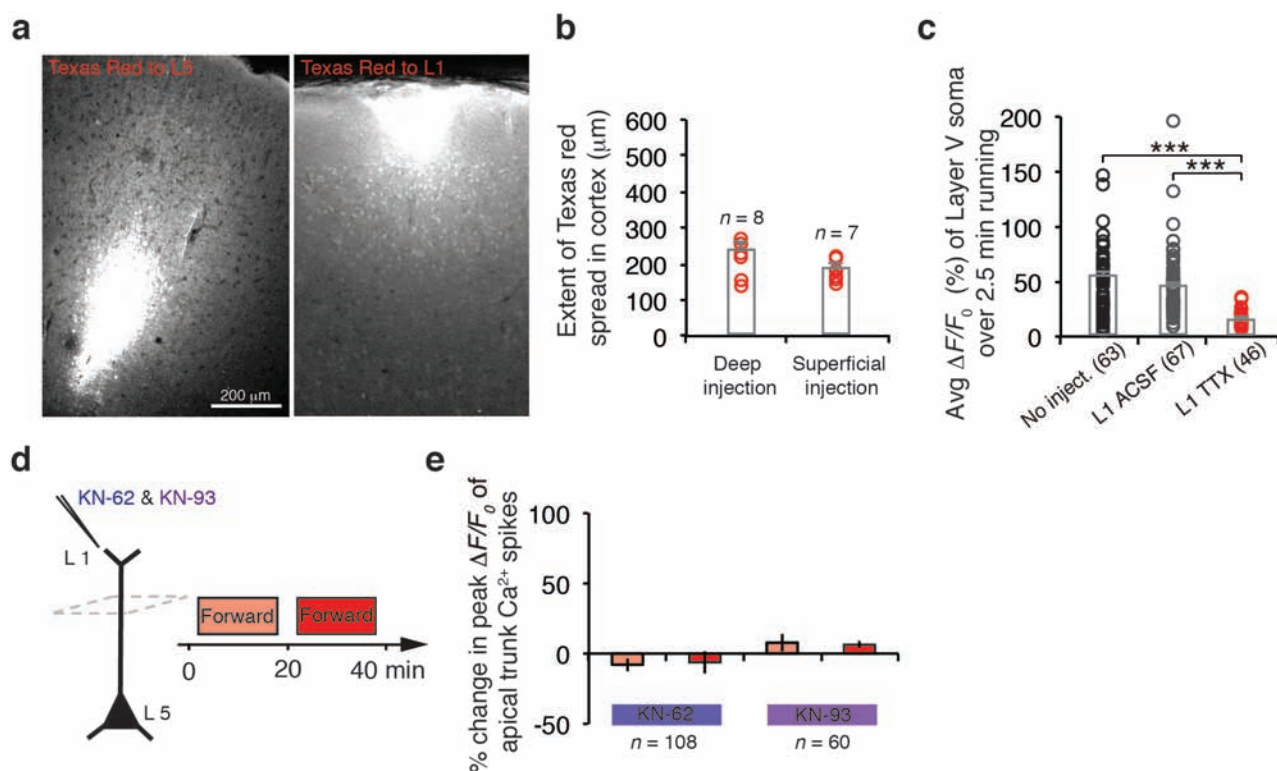 a
Texas Red to L5
Texas Red to L1
200 μm
b
Extent of Texas red
spread in cortex (μm)
600
500
400
300
200
100
0
n = 8
n = 7
Deep
injection
Superficial
injection
c
Avg ΔF/F0 (%) of Layer V soma
over 2.5 min running
200
150
100
50
0
***
***
No inject. (63)
L1 ACSF (67)
L1 TTX (46)
d
KN-62 & KN-93
L 1
L 5
Forward
Forward
0
20
40 min
e
% change in peak ΔF/F0 of
apical trunk Ca2+ spikes
100
50
0
-50
KN-62
KN-93
n = 108
n = 60